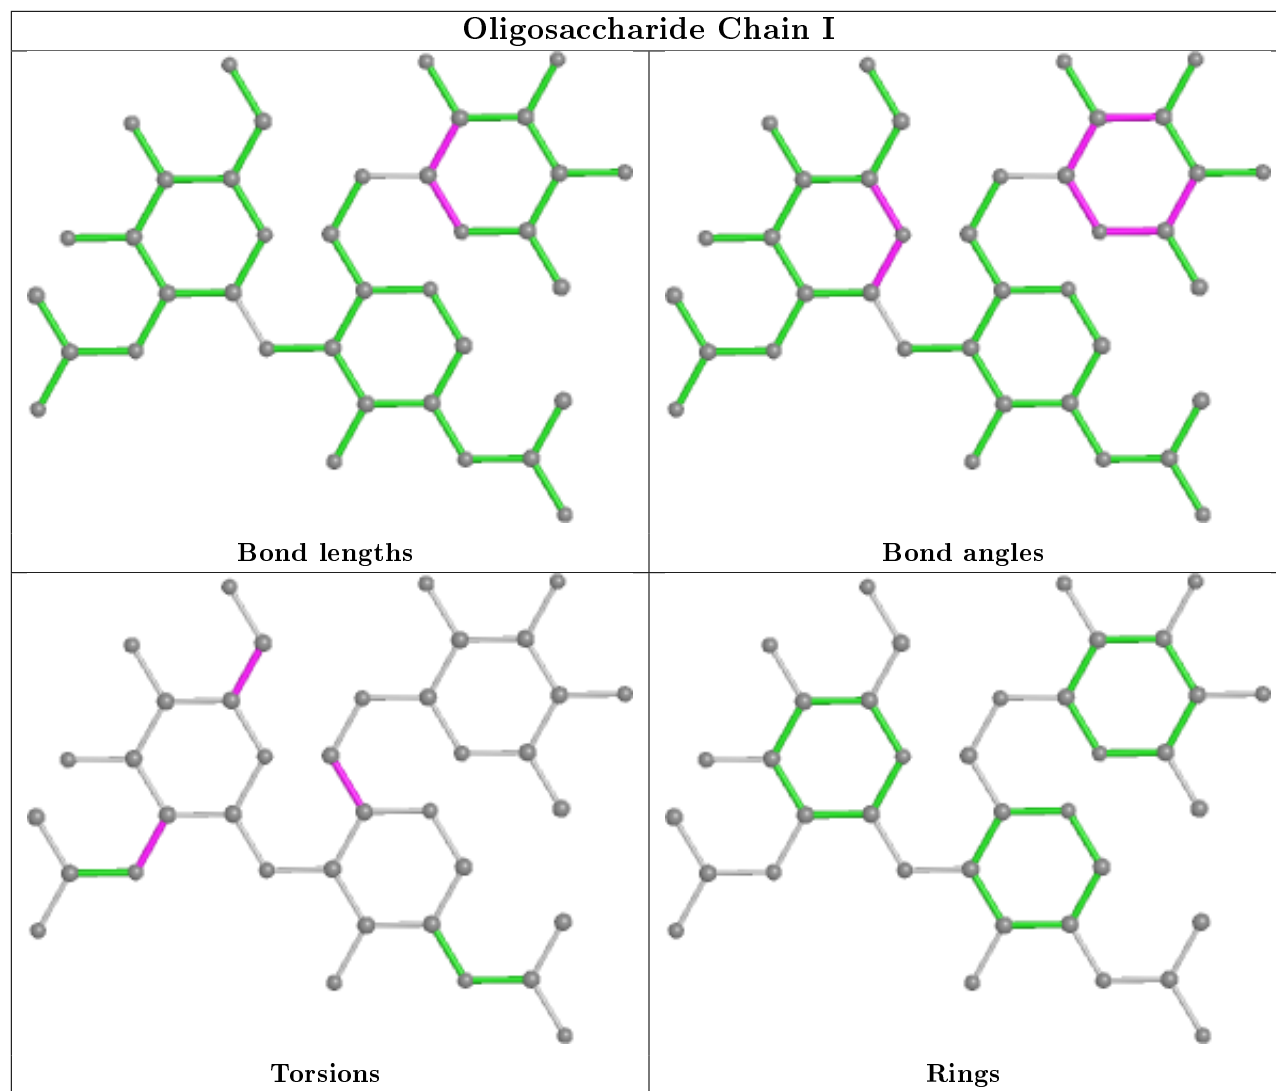 Oligosaccharide Chain I
Bond lengths
Bond angles
Torsions
Rings